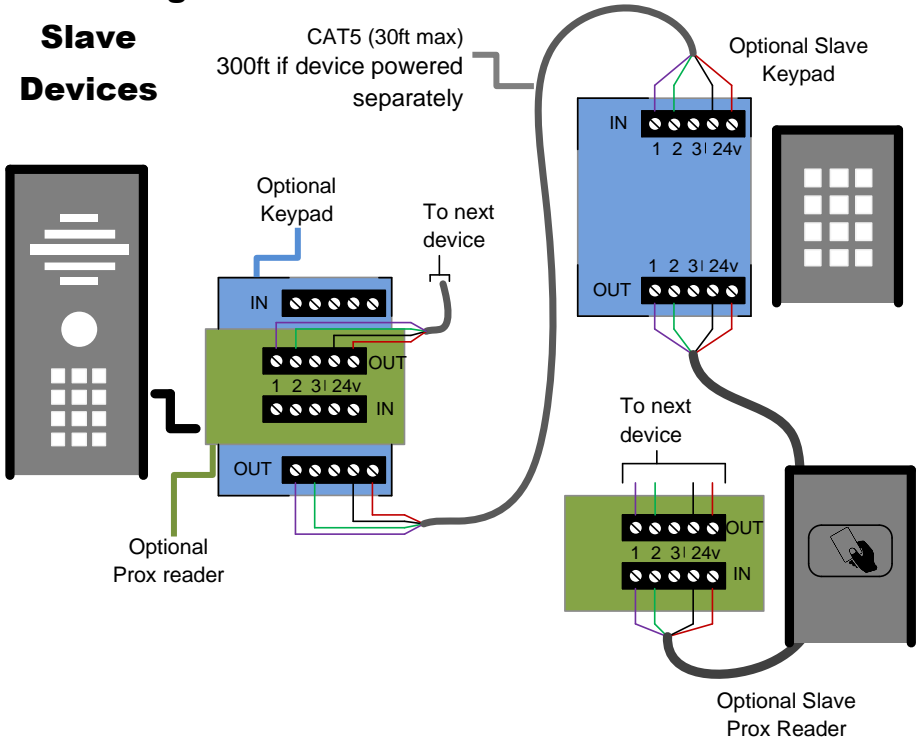 Slave
Devices
CAT5 (30ft max)
300ft if device powered
separately
Optional Slave
Keypad
IN
1 2 3 24v
1 2 3 24v
OUT
Optional
Keypad
To next
device
IN
OUT
1 2 3 24v
IN
OUT
Optional
Prox reader
To next
device
OUT
1 2 3 24v
IN
Optional Slave
Prox Reader